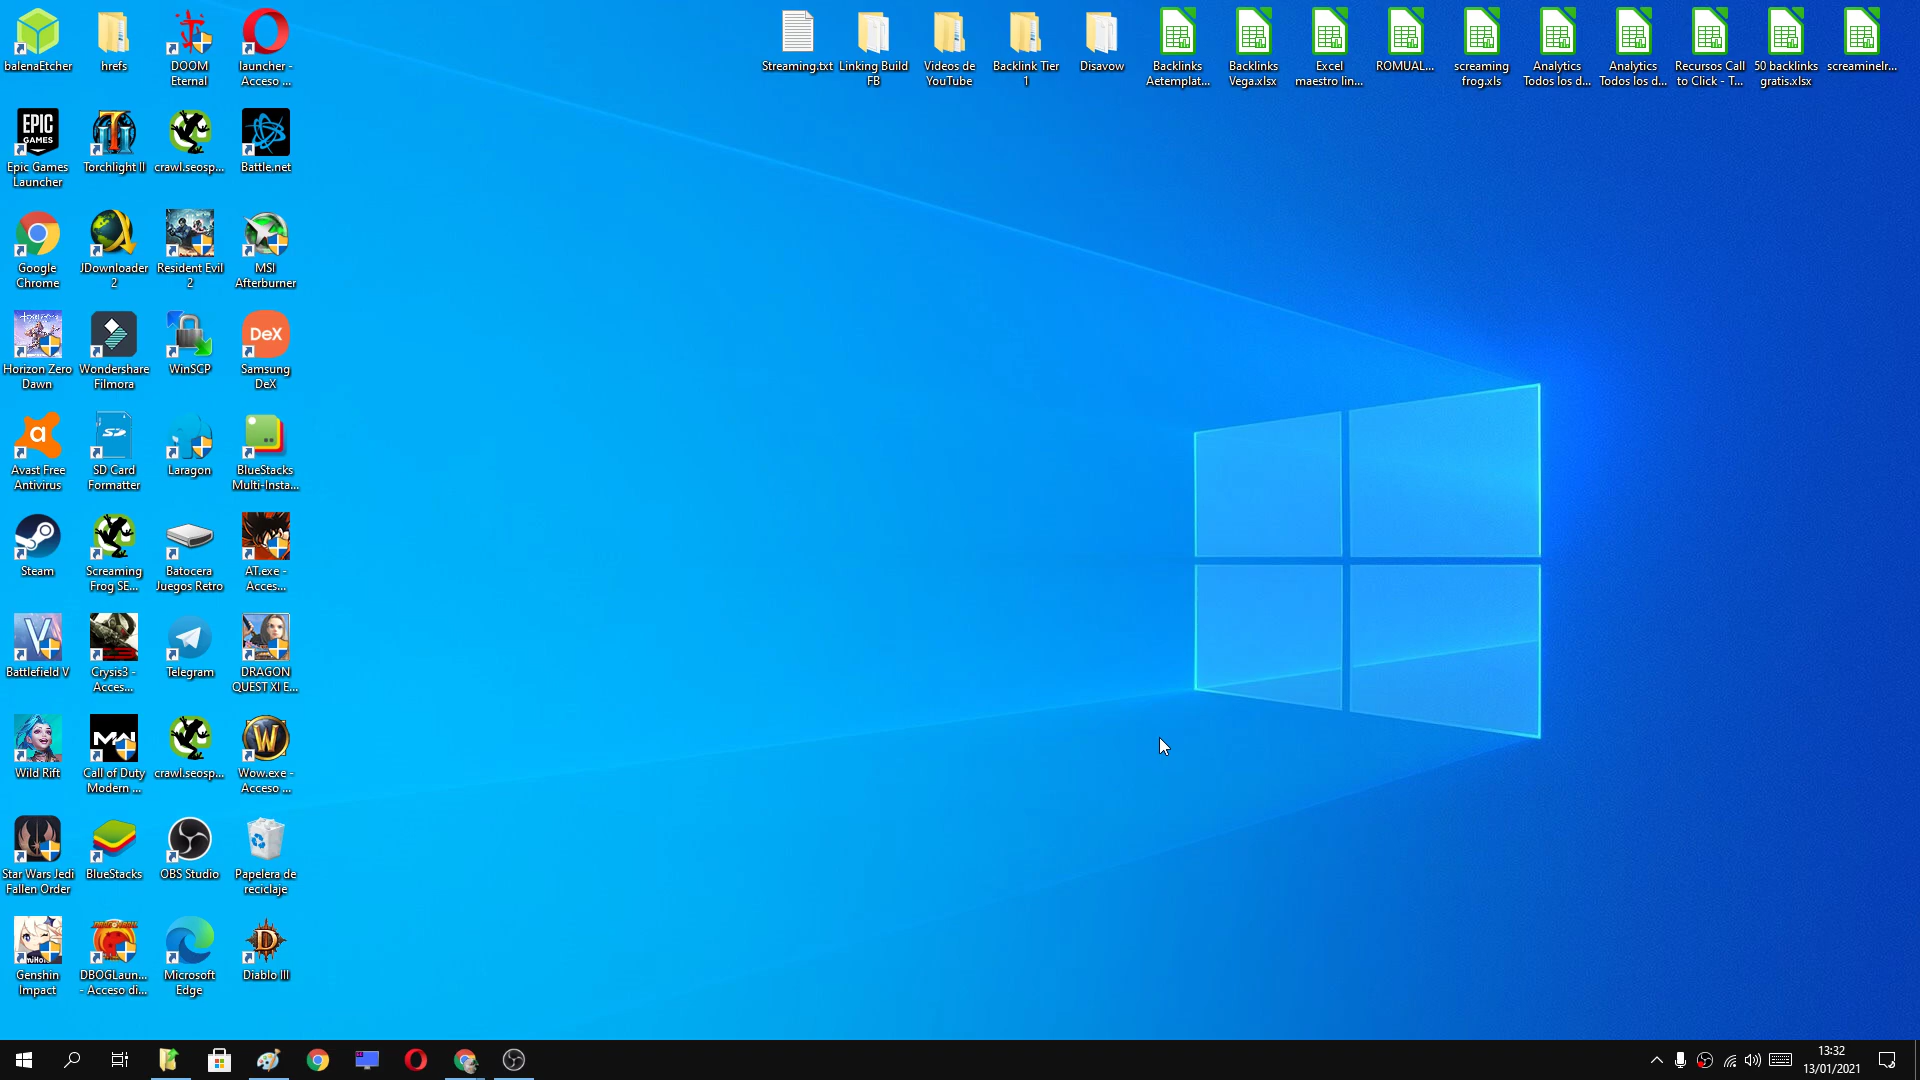 balenaEtcher
hrefs
DOOM
Eternal
launcher -
Acceso ...
Streaming.txt
Linking Build
FB
Videos de
YouTube
Backlink Tier
1
Disavow
Backlinks
Aetemplat...
Backlinks
Vega.xlsx
Excel
maestro lin...
ROMUAL...
screaming
frog.xls
Analytics
Todos los d...
Analytics
Todos los d...
Recursos Call
to Click - T...
50 backlinks
gratis.xlsx
screaminelr...
EPIC
GAMES
Epic Games
Launcher
Torchlight II
crawl.seosp...
Battle.net
Google
Chrome
JDownloader
2
Resident Evil
2
MSI
Afterburner
Horizon Zero
Dawn
Wondershare
Filmora
WinSCP
DeX
Samsung
DeX
Avast Free
Antivirus
SD
SD Card
Formatter
Laragon
BlueStacks
Multi-Insta...
Steam
Screaming
Frog SE...
Batocera
Juegos Retro
AT.exe -
Acces...
V
Battlefield V
Crysis3 -
Acces...
Telegram
DRAGON
QUEST XI E...
Wild Rift
MW
Call of Duty
Modern ...
crawl.seosp...
W
Wow.exe -
Acceso ...
Star Wars Jedi
Fallen Order
BlueStacks
OBS Studio
Papelera de
reciclaje
Genshin
Impact
DBOGLaun...
- Acceso di...
Microsoft
Edge
D
Diablo III
13:32
13/01/2021